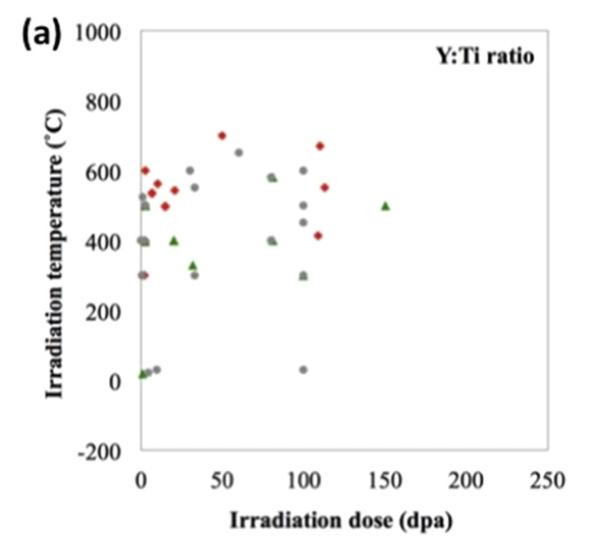 (a)
Y:Ti ratio
1000
800
600
400
200
0
-200
Irradiation temperature (˚C)
0 50 100 150 200 250
Irradiation dose (dpa)